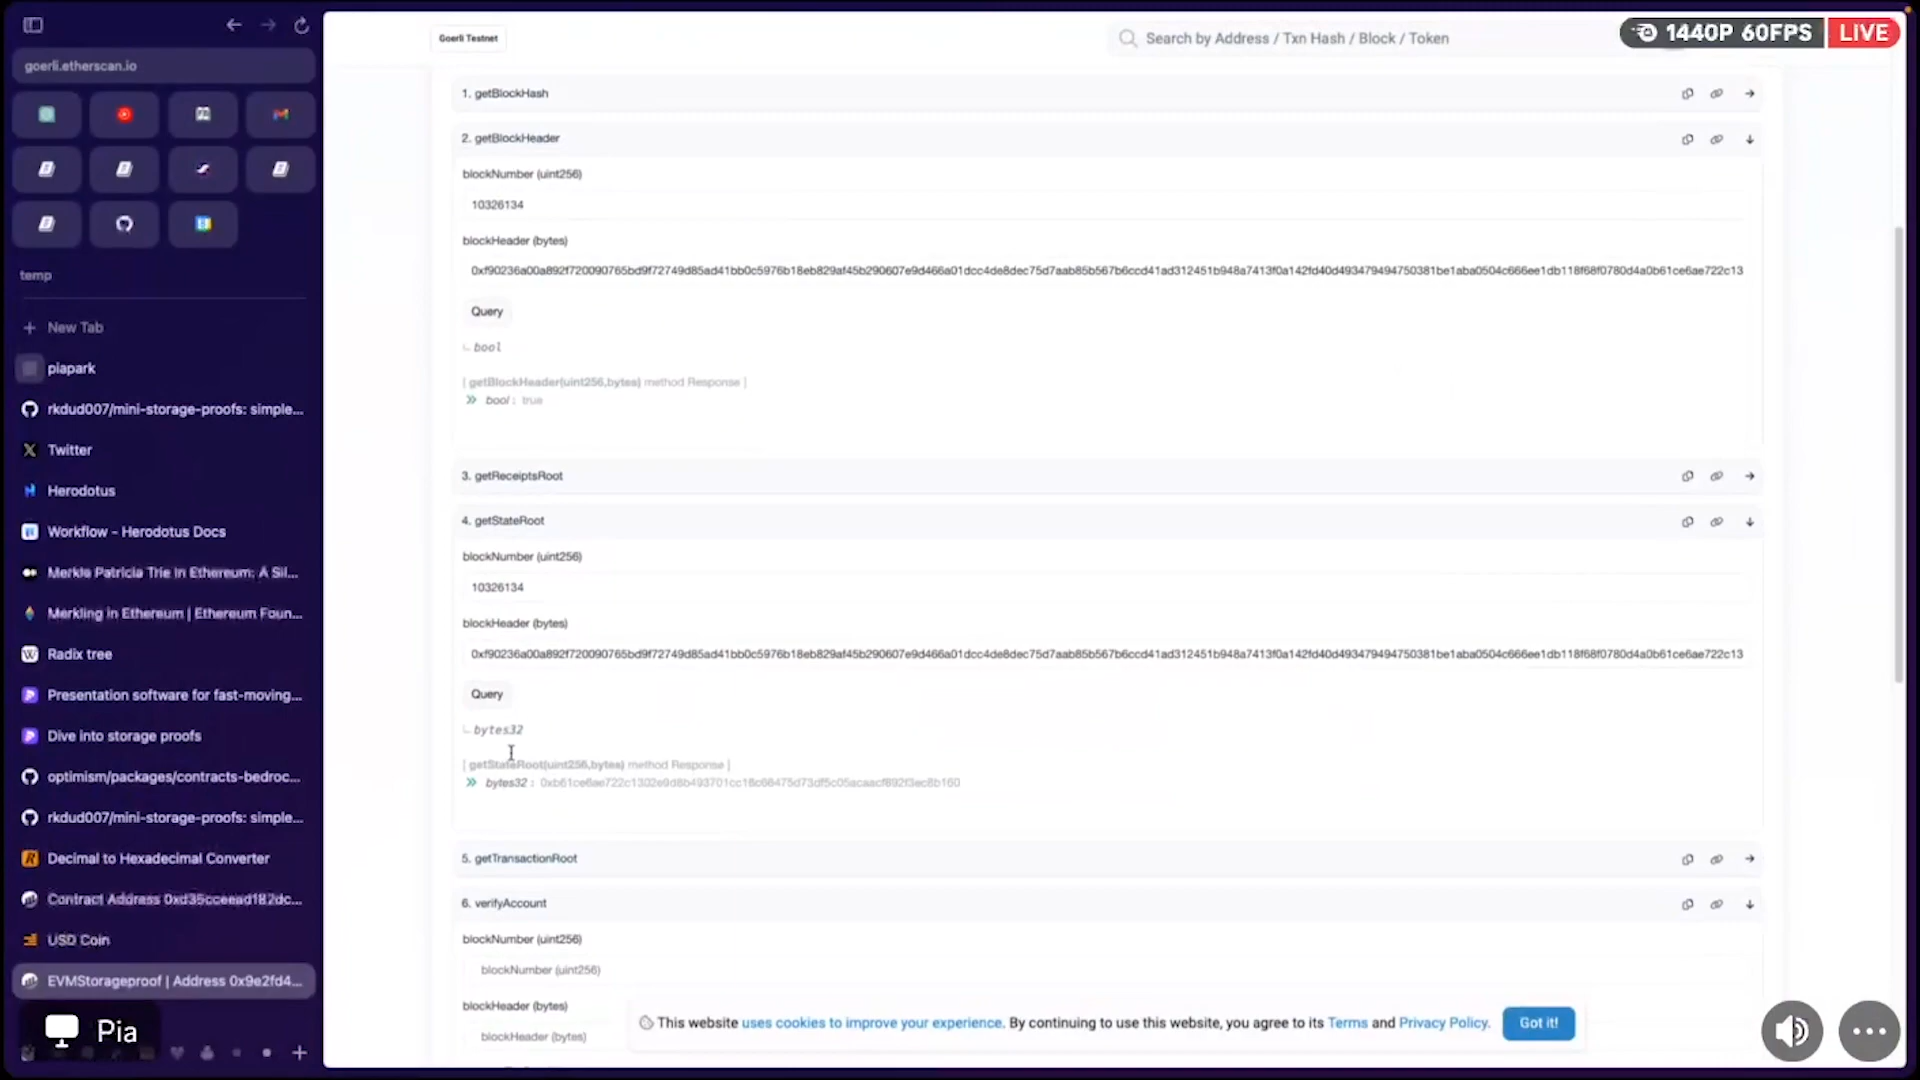 goerli.etherscan.io
temp
New Tab
piapark
rkdud007/mini-storage-proofs: simple...
Twitter
Herodotus
Workflow – Herodotus Docs
Merkle Patricia Trie in Ethereum: A Sil...
Merkling in Ethereum | Ethereum Foun...
Radix tree
Presentation software for fast-moving...
Dive into storage proofs
optimism/packages/contracts-bedroc...
rkdud007/mini-storage-proofs: simple...
Decimal to Hexadecimal Converter
Contract Address 0xd35cceead182dc...
USD Coin
EVMStorageproof | Address 0x9e2fd4...
Pia
Goerli Testnet
Search by Address / Txn Hash / Block / Token
1440P 60FPS LIVE
1. getBlockHash
2. getBlockHeader
blockNumber (uint256)
10326134
blockHeader (bytes)
Query
bool
[ getBlockHeader(uint256,bytes) method Response ]
bool : true
3. getReceiptsRoot
4. getStateRoot
blockNumber (uint256)
10326134
blockHeader (bytes)
Query
bytes32
[ getStateRoot(uint256,bytes) method Response ]
bytes32 :
5. getTransactionRoot
6. verifyAccount
blockNumber (uint256)
blockNumber (uint256)
blockHeader (bytes)
blockHeader (bytes)
This website uses cookies to improve your experience. By continuing to use this website, you agree to its Terms and Privacy Policy.
Got it!